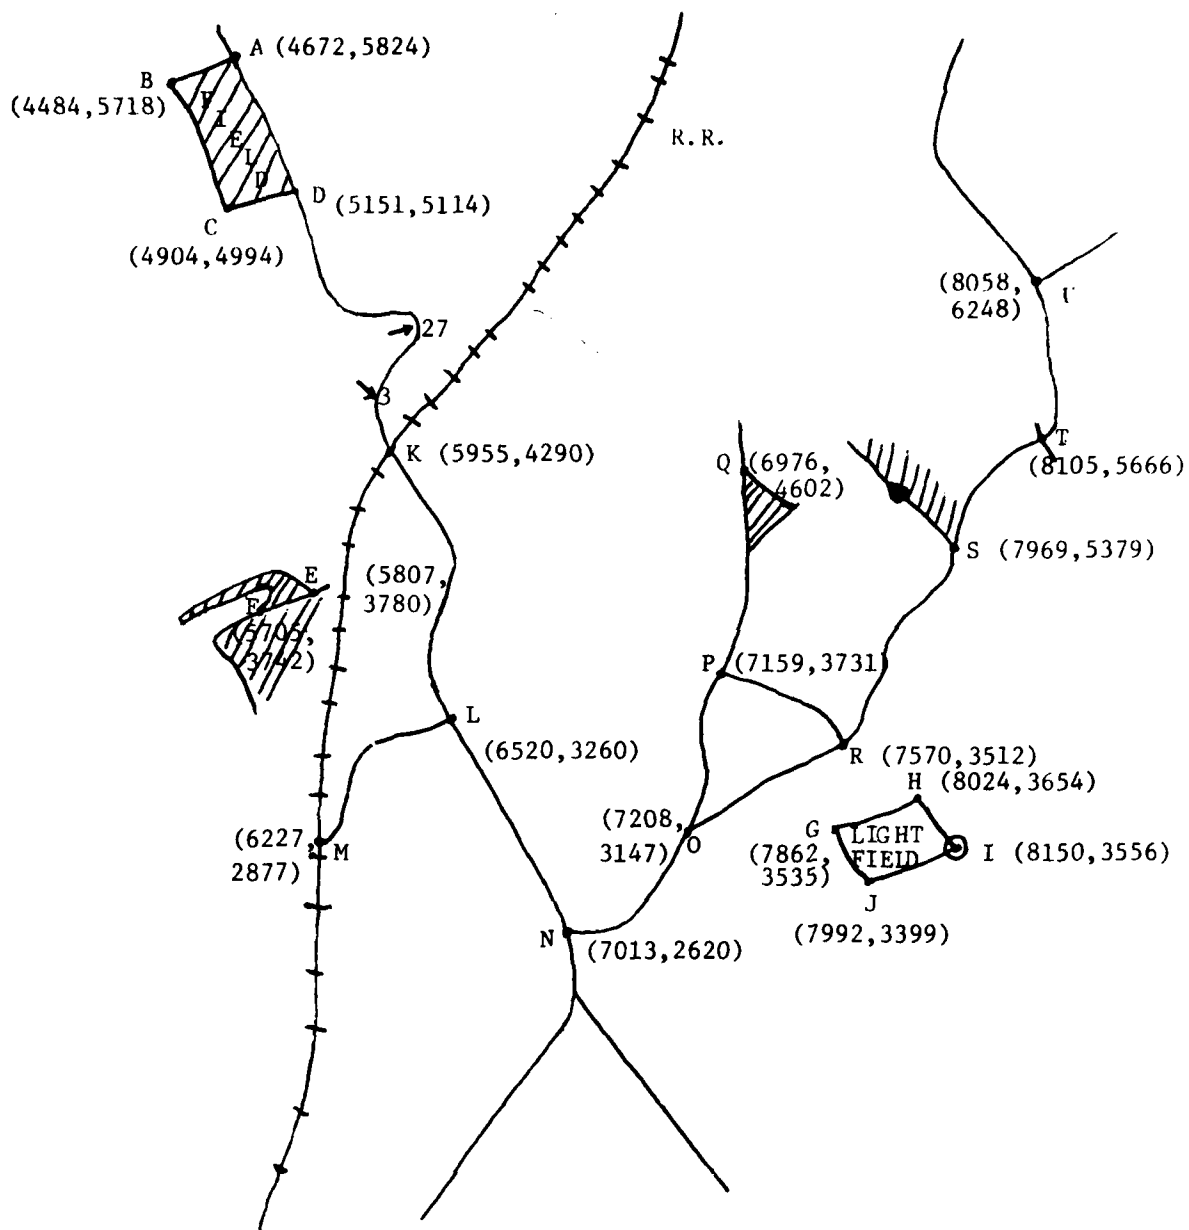 A (4672,5824)
B
(4484,5718)
FIELD
R.R.
D (5151,5114)
C
(4904,4994)
27
3
(8058,
6248)
K (5955,4290)
Q (6976,
4602)
T
(8105,5666)
S (7969,5379)
E
(5807,
3780)
F
(5705,
3742)
P (7159,3731)
L
(6520,3260)
R (7570,3512)
H (8024,3654)
(7208,
3147) O
G
(7862,
3535)
LIGHT
FIELD
I (8150,3556)
J
(7992,3399)
(6227,
2877)
M
N (7013,2620)